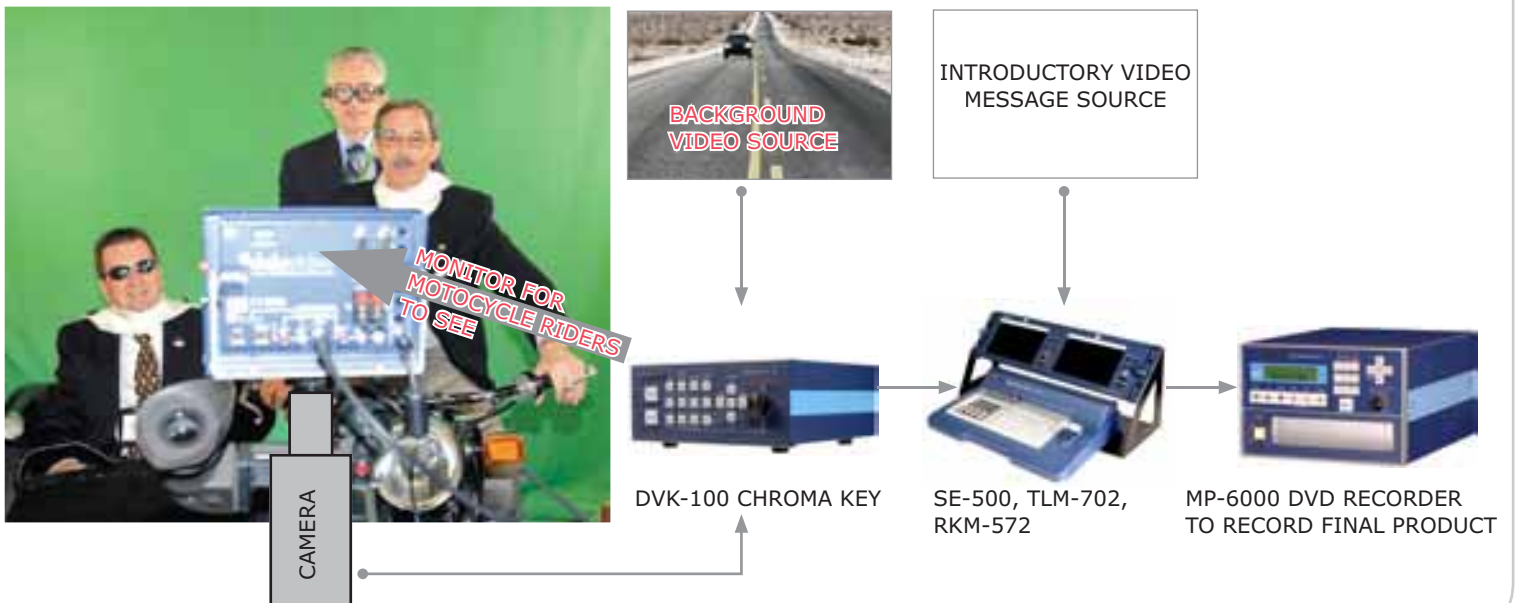 BACKGROUND
VIDEO SOURCE
INTRODUCTORY VIDEO
MESSAGE SOURCE
MONITOR FOR
MOTOCYCLE RIDERS
TO SEE
CAMERA
DVK-100 CHROMA KEY
SE-500, TLM-702,
RKM-572
MP-6000 DVD RECORDER
TO RECORD FINAL PRODUCT